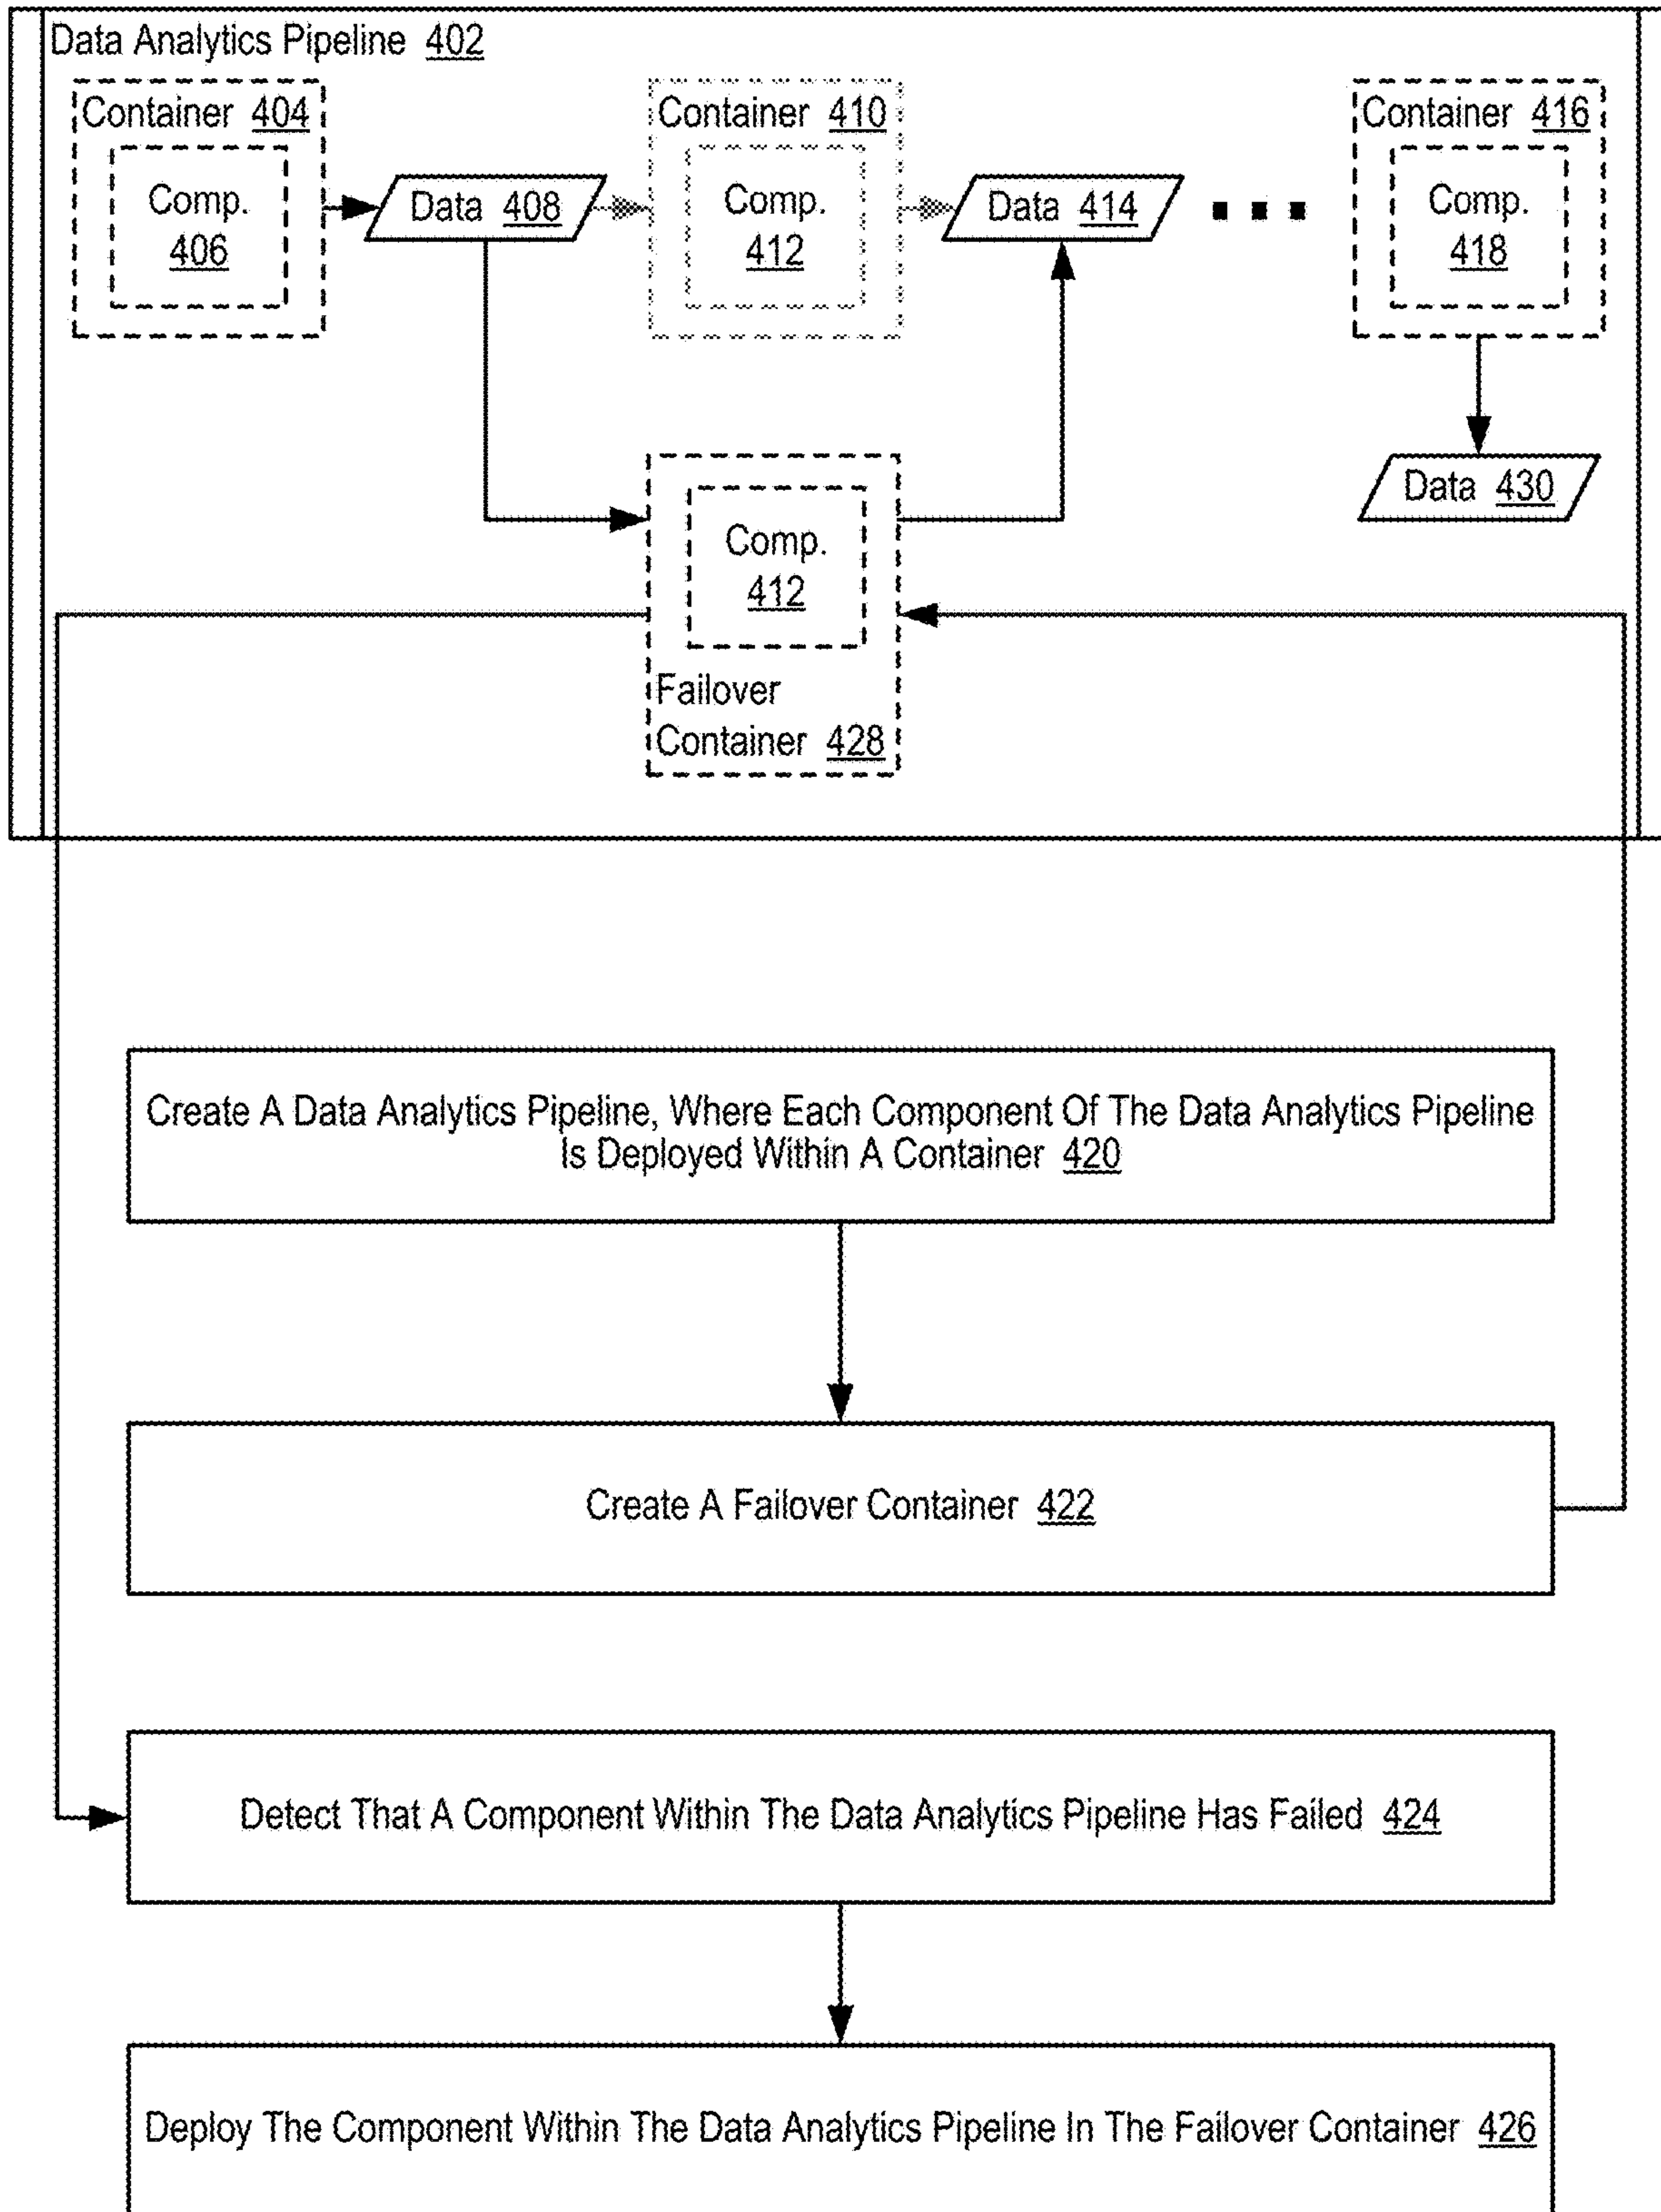 Data Analytics Pipeline 402
Container 404
Comp.
406
Data 408
Container 410
Comp.
412
Data 414
Container 416
Comp.
418
Data 430
Comp.
412
Failover
Container 428
Create A Data Analytics Pipeline, Where Each Component Of The Data Analytics Pipeline
Is Deployed Within A Container 420
Create A Failover Container 422
Detect That A Component Within The Data Analytics Pipeline Has Failed 424
Deploy The Component Within The Data Analytics Pipeline In The Failover Container 426